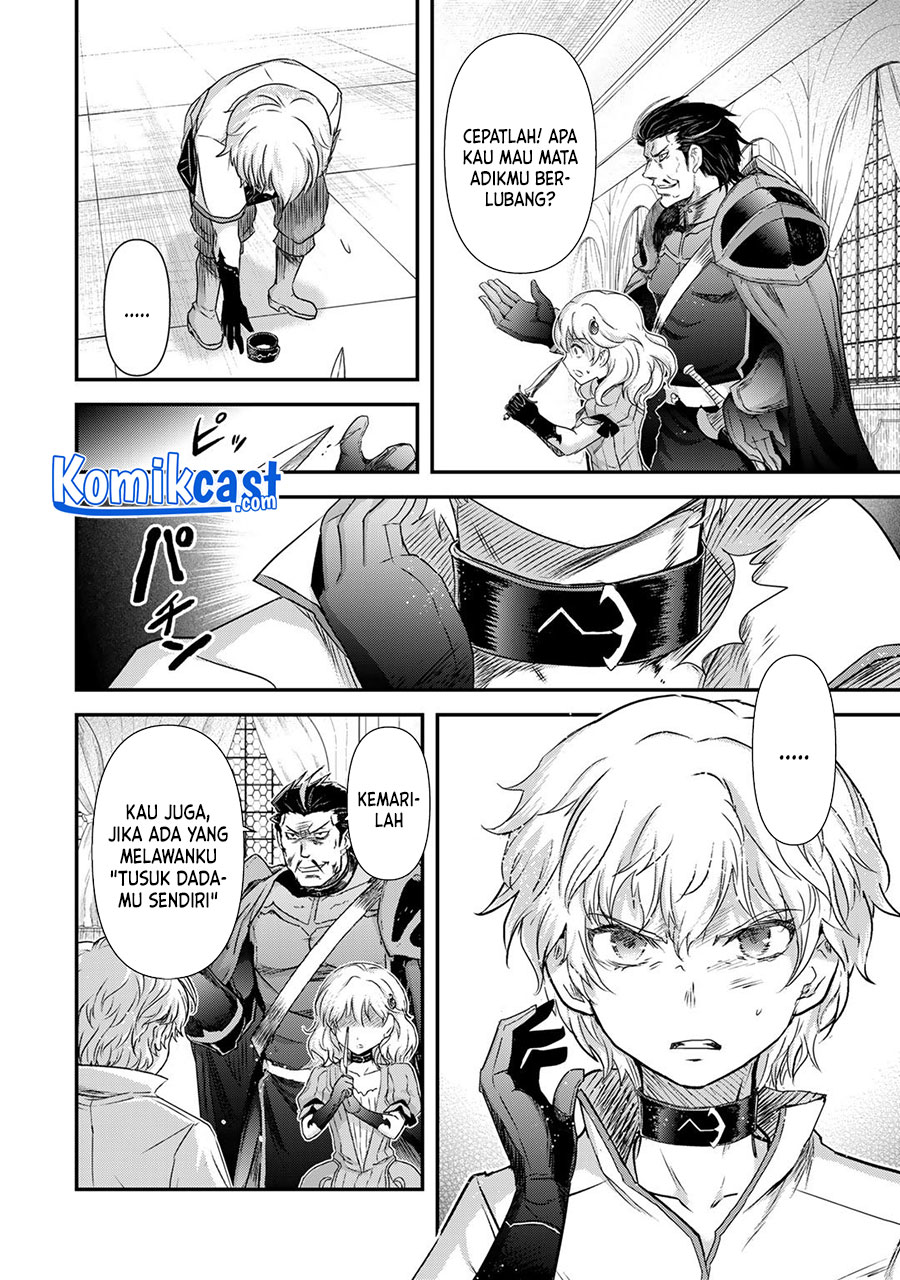 CEPATLAH! APA
KAU MAU MATA
ADIKMU BER-
LUBANG?
.....
ピッ
Komikcast
.com
パチン
.....
KEMARI-
LAH
KAU JUGA,
JIKA ADA YANG
MELAWANKU
"TUSUK DADA-
MU SENDIRI"